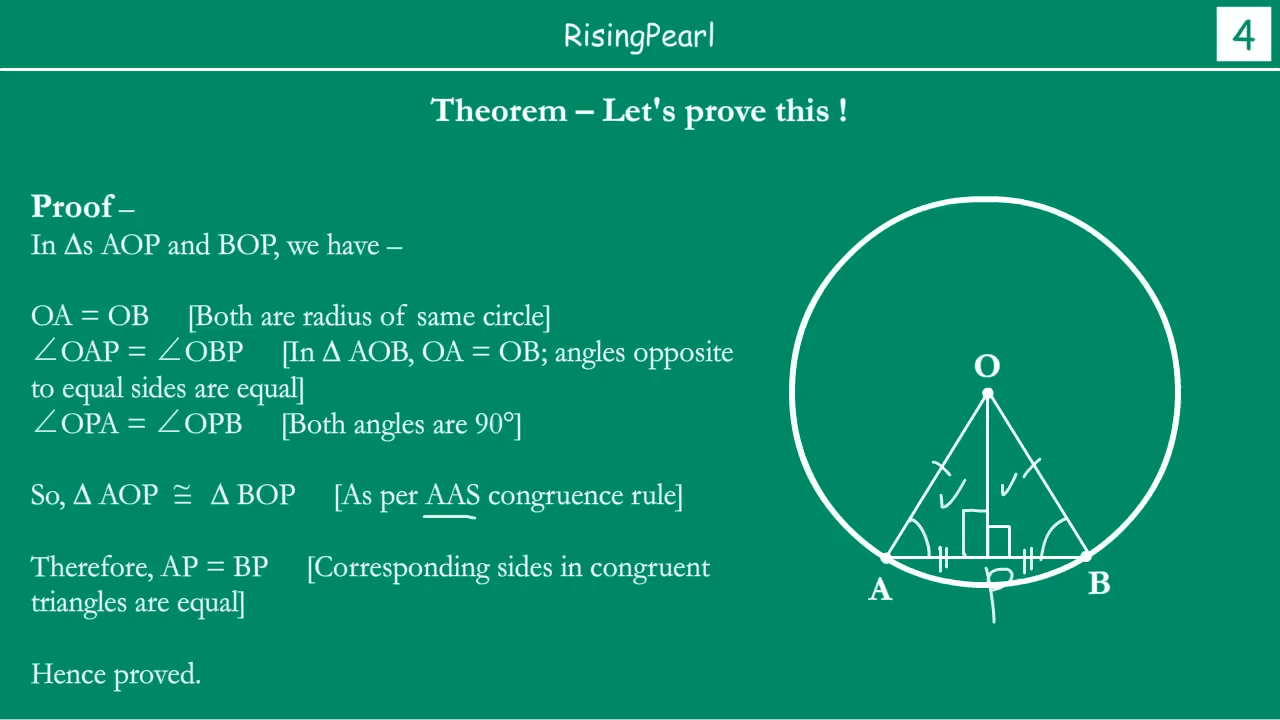 RisingPearl
4
Theorem – Let's prove this !
Proof –
In Δs AOP and BOP, we have –
OA = OB [Both are radius of same circle]
∠OAP = ∠OBP [In Δ AOB, OA = OB; angles opposite
to equal sides are equal]
∠OPA = ∠OPB [Both angles are 90°]
So, Δ AOP ≅ Δ BOP [As per AAS congruence rule]
Therefore, AP = BP [Corresponding sides in congruent
triangles are equal]
Hence proved.
O
A
P
B